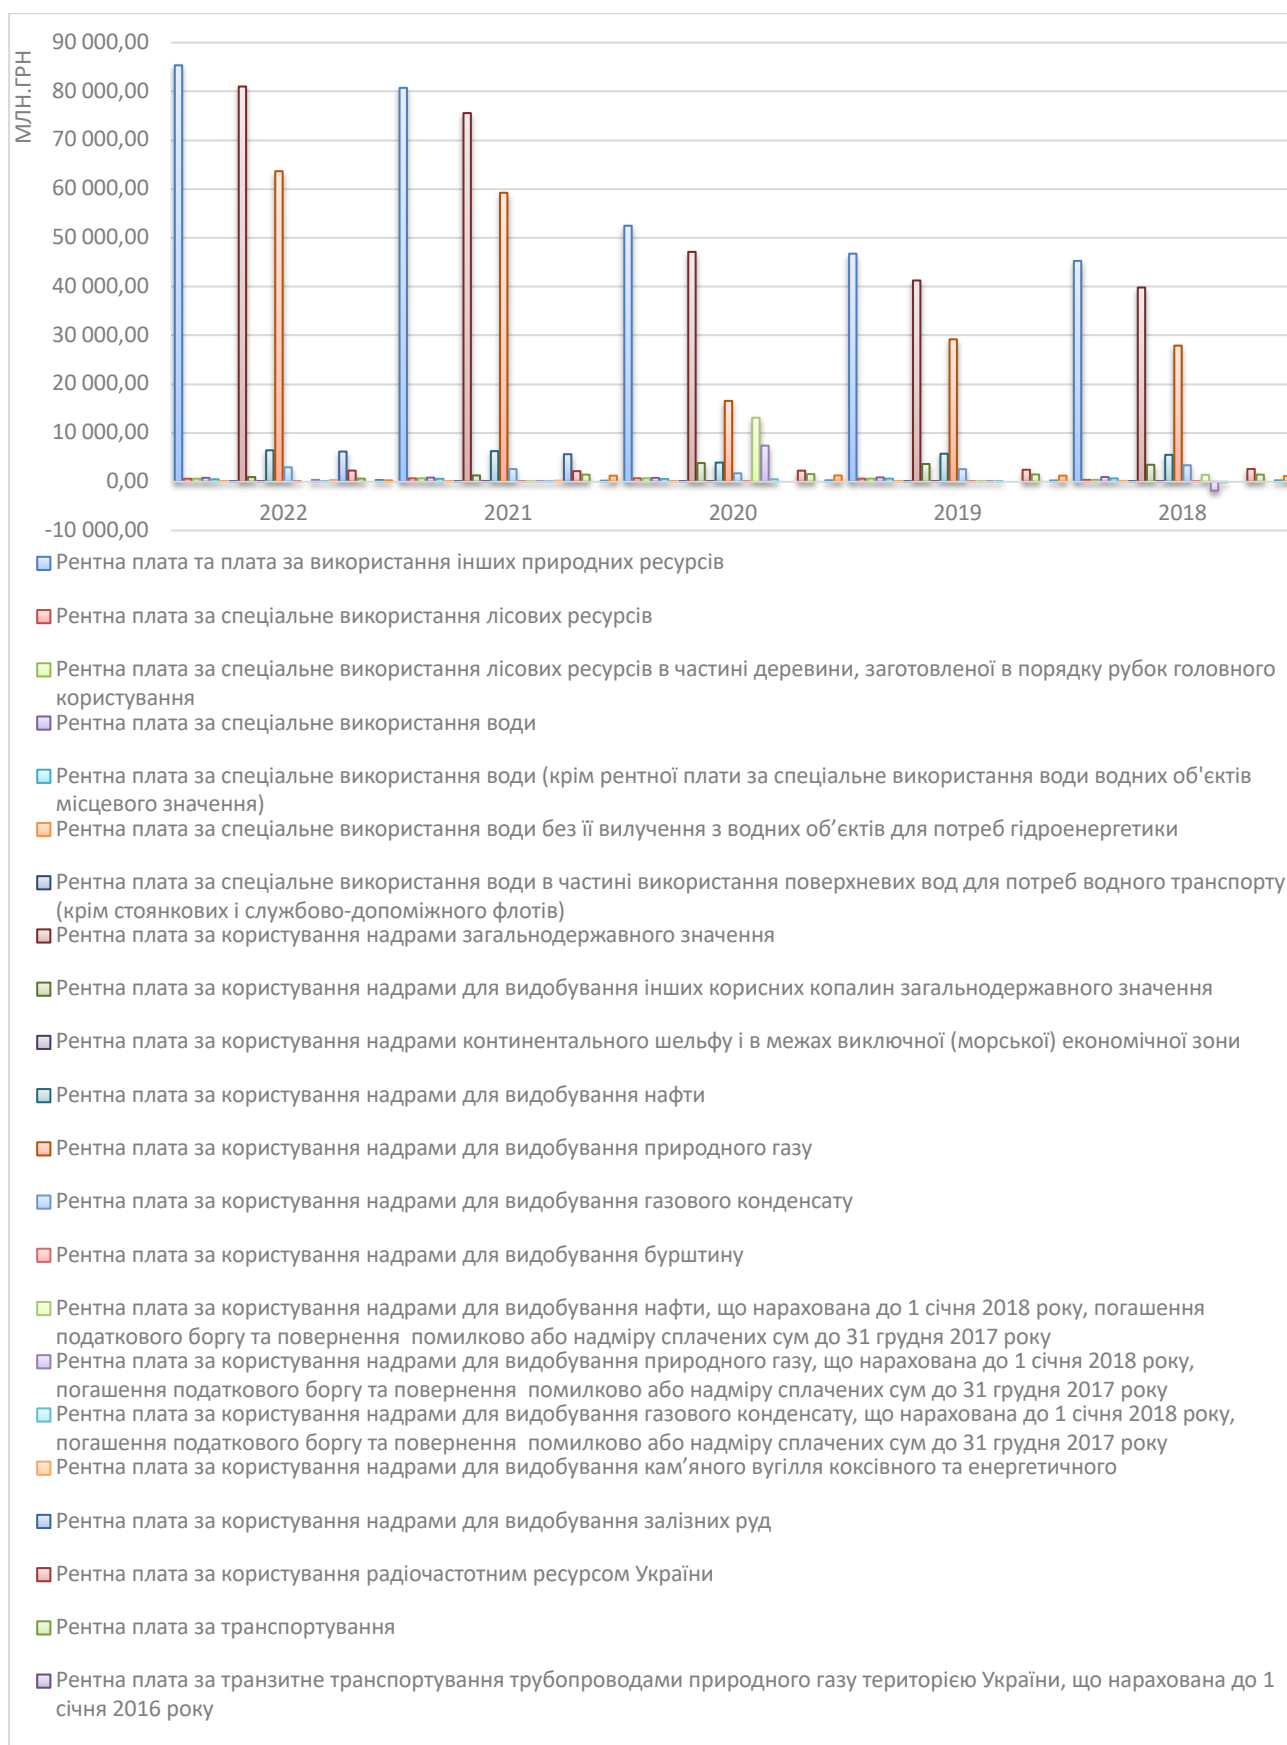 МЛН.ГРН
90 000,00
80 000,00
70 000,00
60 000,00
50 000,00
40 000,00
30 000,00
20 000,00
10 000,00
0,00
-10 000,00
2022 2021 2020 2019 2018
Рентна плата та плата за використання інших природних ресурсів
Рентна плата за спеціальне використання лісових ресурсів
Рентна плата за спеціальне використання лісових ресурсів в частині деревини, заготовленої в порядку рубок головного
користування
Рентна плата за спеціальне використання води
Рентна плата за спеціальне використання води (крім рентної плати за спеціальне використання води водних об'єктів
місцевого значення)
Рентна плата за спеціальне використання води без її вилучення з водних об’єктів для потреб гідроенергетики
Рентна плата за спеціальне використання води в частині використання поверхневих вод для потреб водного транспорту
(крім стоянкових і службово-допоміжного флотів)
Рентна плата за користування надрами загальнодержавного значення
Рентна плата за користування надрами для видобування інших корисних копалин загальнодержавного значення
Рентна плата за користування надрами континентального шельфу і в межах виключної (морської) економічної зони
Рентна плата за користування надрами для видобування нафти
Рентна плата за користування надрами для видобування природного газу
Рентна плата за користування надрами для видобування газового конденсату
Рентна плата за користування надрами для видобування бурштину
Рентна плата за користування надрами для видобування нафти, що нарахована до 1 січня 2018 року, погашення
податкового боргу та повернення помилково або надміру сплачених сум до 31 грудня 2017 року
Рентна плата за користування надрами для видобування природного газу, що нарахована до 1 січня 2018 року,
погашення податкового боргу та повернення помилково або надміру сплачених сум до 31 грудня 2017 року
Рентна плата за користування надрами для видобування газового конденсату, що нарахована до 1 січня 2018 року,
погашення податкового боргу та повернення помилково або надміру сплачених сум до 31 грудня 2017 року
Рентна плата за користування надрами для видобування кам’яного вугілля коксівного та енергетичного
Рентна плата за користування надрами для видобування залізних руд
Рентна плата за користування радіочастотним ресурсом України
Рентна плата за транспортування
Рентна плата за транзитне транспортування трубопроводами природного газу територією України, що нарахована до 1
січня 2016 року